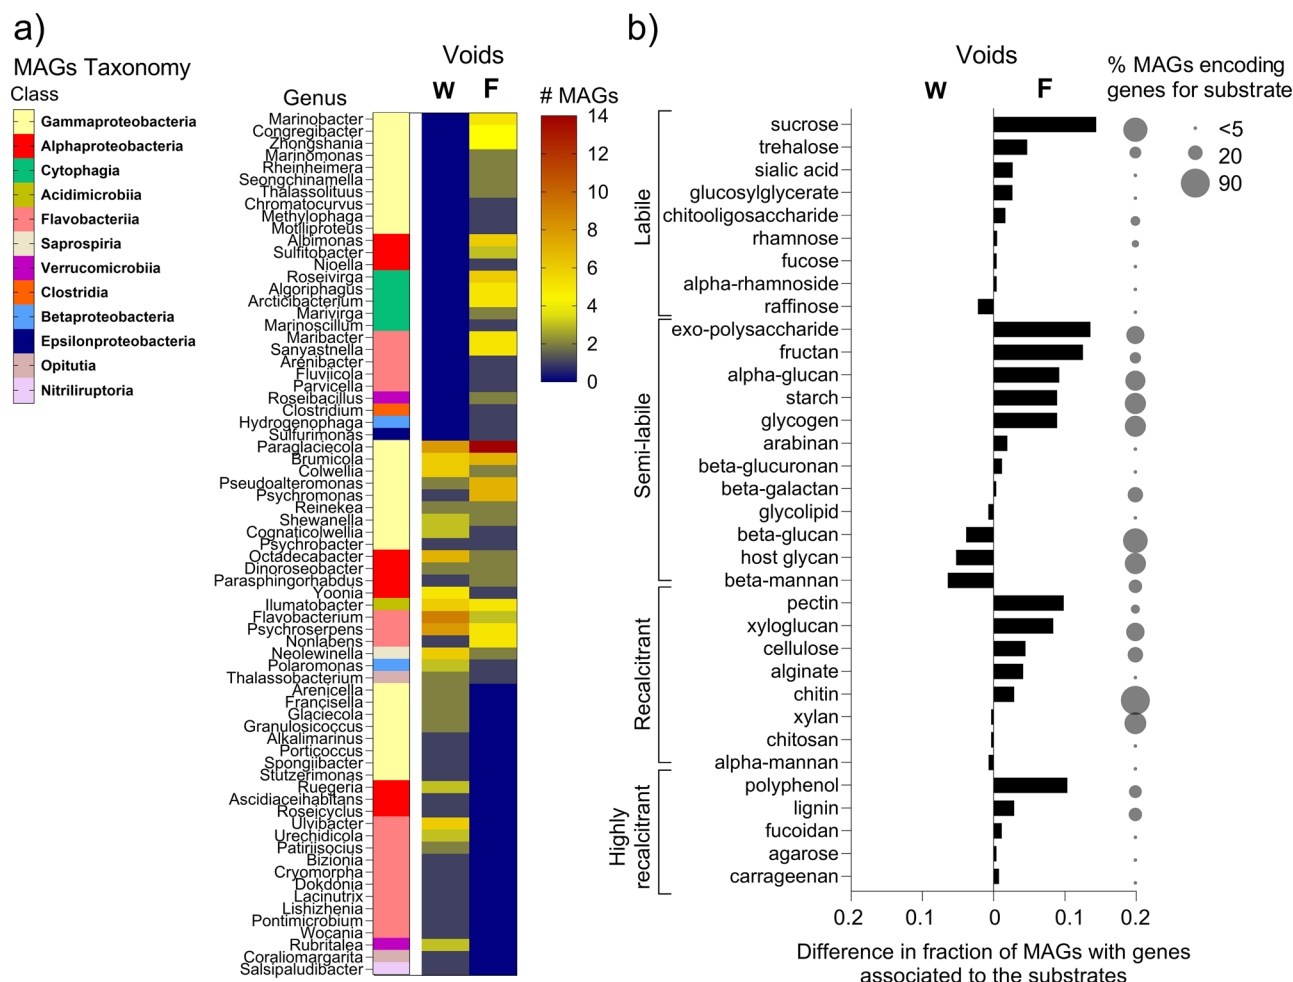 a)
MAGs Taxonomy
Class
Gammaproteobacteria
Alphaproteobacteria
Cytophagia
Acidimicrobiia
Flavobacteriia
Saprospiria
Verrucomicrobiia
Clostridia
Betaproteobacteria
Epsilonproteobacteria
Opitutia
Nitriliruptoria
Voids
Genus
W F
Marinobacter
Congregibacter
Zhongshania
Marinomonas
Rheinheimera
Seongchinamella
Thalassolituus
Chromatocurvus
Methylophaga
Motiliproteus
Albimonas
Sulfitobacter
Nioella
Roseivirga
Algoriphagus
Arcticibacterium
Marivirga
Marinoscillum
Maribacter
Sanyastnella
Arenibacter
Fluviicola
Parvicella
Roseibacillus
Clostridium
Hydrogenophaga
Sulfurimonas
Paraglaciecola
Brumicola
Colwellia
Pseudoalteromonas
Psychromonas
Reinekea
Shewanella
Cognaticolwellia
Psychrobacter
Octadecabacter
Dinoroseobacter
Parasphingorhabdus
Yoonia
Ilumatobacter
Flavobacterium
Psychroserpens
Nonlabens
Neolewinella
Polaromonas
Thalassobacterium
Arenicella
Francisella
Glaciecola
Granulosicoccus
Alkalimarinus
Porticoccus
Spongiibacter
Stutzerimonas
Ruegeria
Ascidiaceihabitans
Roseicyclus
Ulvibacter
Urechidicola
Patiriisocius
Bizionia
Cryomorpha
Dokdonia
Lacinutrix
Lishizhenia
Pontimicrobium
Wocania
Rubritalea
Coraliomargarita
Salsipaludibacter
# MAGs
14
12
10
8
6
4
2
0
b)
Voids
W F
% MAGs encoding
genes for substrate
<5
20
90
Labile
sucrose
trehalose
sialic acid
glucosylglycerate
chitooligosaccharide
rhamnose
fucose
alpha-rhamnoside
raffinose
Semi-labile
exo-polysaccharide
fructan
alpha-glucan
starch
glycogen
arabinan
beta-glucuronan
beta-galactan
glycolipid
beta-glucan
host glycan
beta-mannan
Recalcitrant
pectin
xyloglucan
cellulose
alginate
chitin
xylan
chitosan
alpha-mannan
Highly
recalcitrant
polyphenol
lignin
fucoidan
agarose
carrageenan
0.2 0.1 0 0.1 0.2
Difference in fraction of MAGs with genes
associated to the substrates